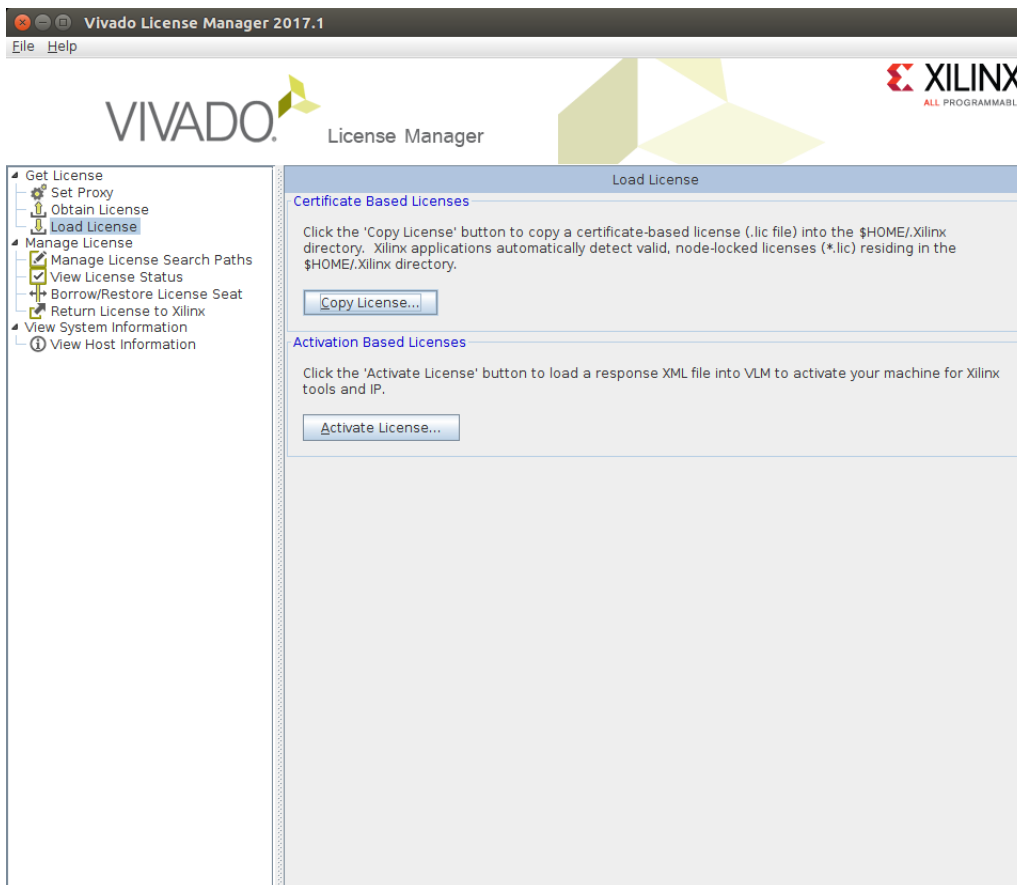 Vivado License Manager 2017.1
File Help
VIVADO.
License Manager
XILINX
ALL PROGRAMMABL
Get License
Set Proxy
Obtain License
Load License
Manage License
Manage License Search Paths
View License Status
Borrow/Restore License Seat
Return License to Xilinx
View System Information
View Host Information
Load License
Certificate Based Licenses
Click the 'Copy License' button to copy a certificate-based license (.lic file) into the $HOME/.Xilinx
directory. Xilinx applications automatically detect valid, node-locked licenses (*.lic) residing in the
$HOME/.Xilinx directory.
Copy License...
Activation Based Licenses
Click the 'Activate License' button to load a response XML file into VLM to activate your machine for Xilinx
tools and IP.
Activate License...